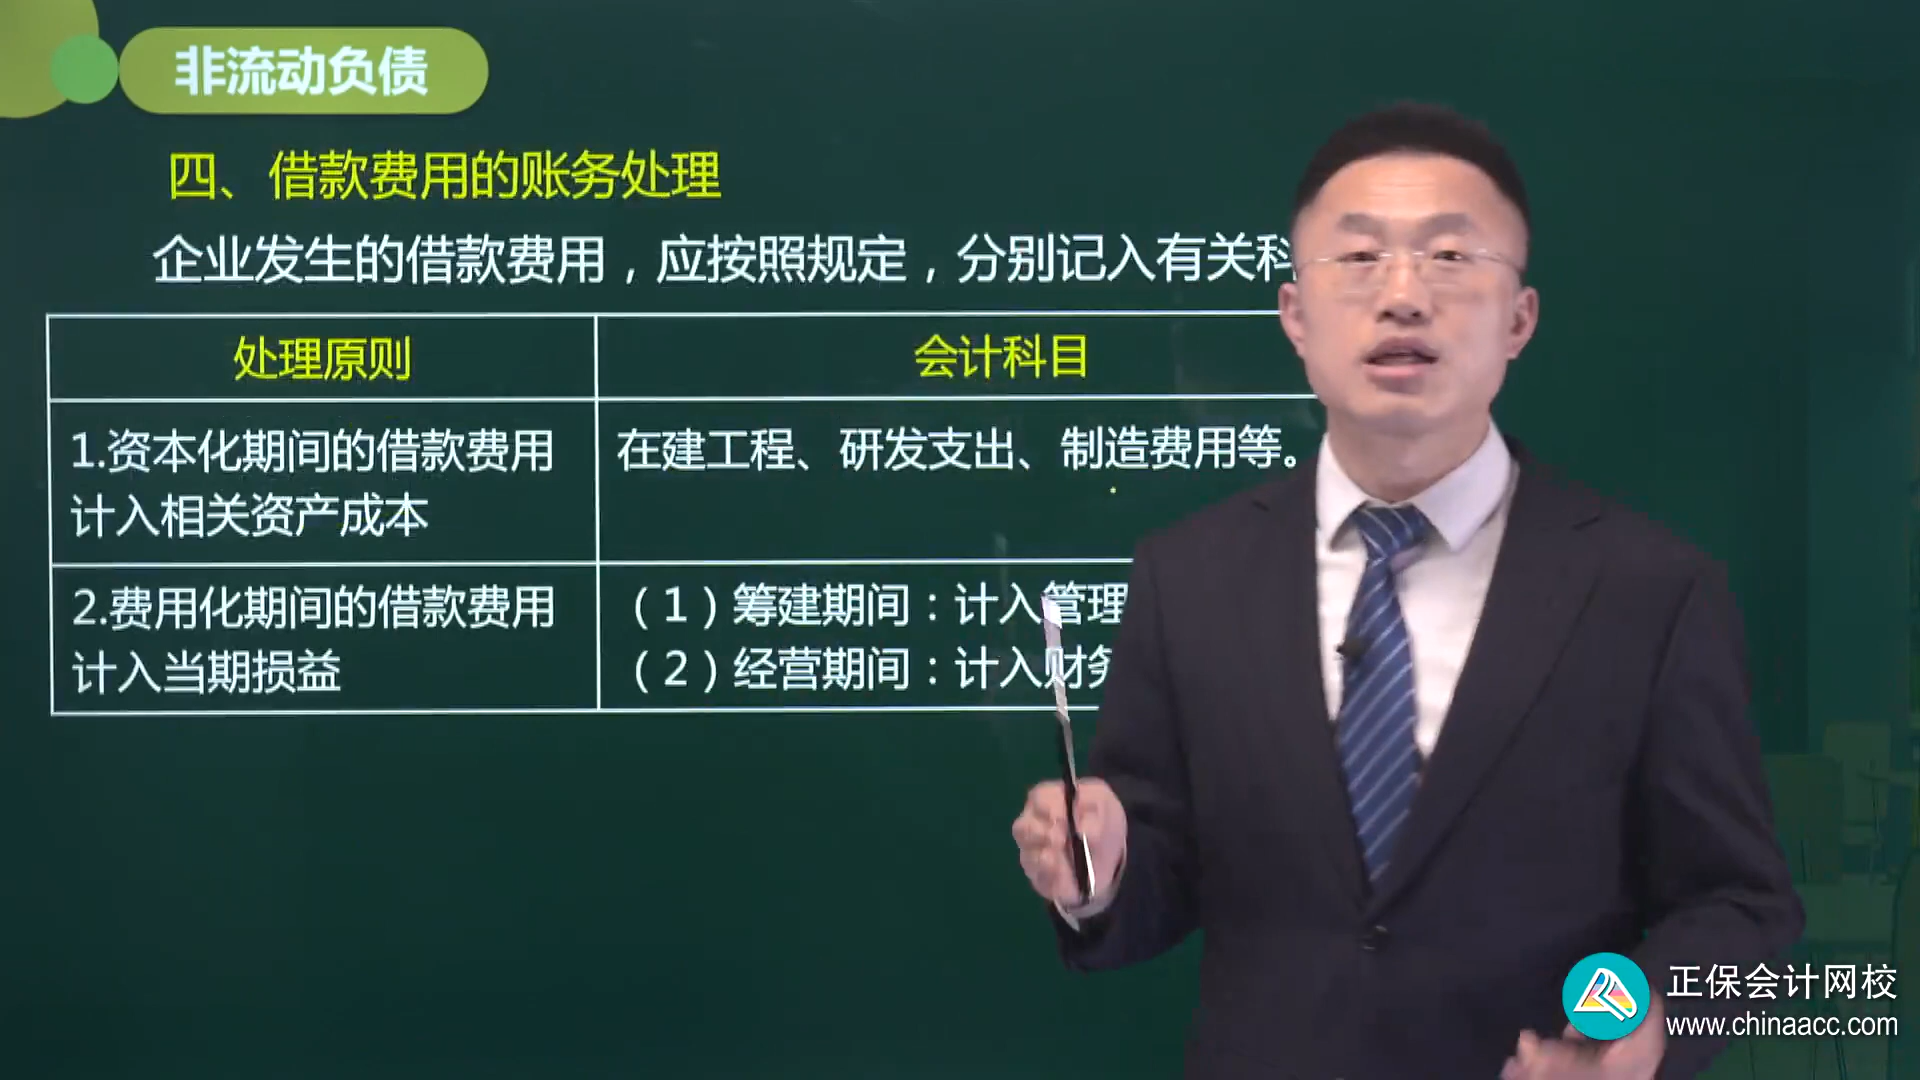 非流动负债
四、借款费用的账务处理
企业发生的借款费用，应按照规定，分别记入有关科
处理原则
会计科目
1.资本化期间的借款费用
计入相关资产成本
在建工程、研发支出、制造费用等。
2.费用化期间的借款费用
计入当期损益
（1）筹建期间：计入管理
（2）经营期间：计入财务
正保会计网校
www.chinaacc.com